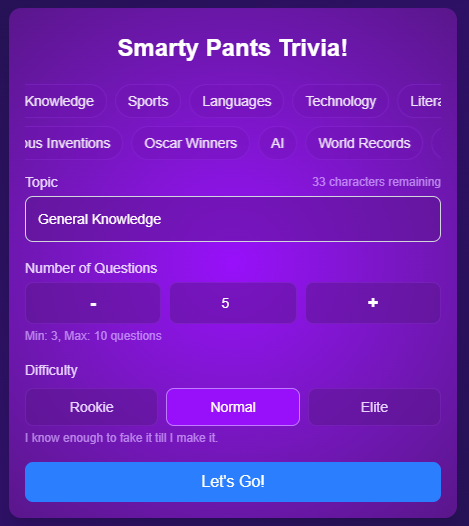 Smarty Pants Trivia!
Knowledge Sports Languages Technology
Inventions Oscar Winners AI World Records
Topic 33 characters remaining
General Knowledge
Number of Questions
- 5 +
Min: 3, Max: 10 questions
Difficulty
Rookie Normal Elite
I know enough to fake it till I make it.
Let's Go!